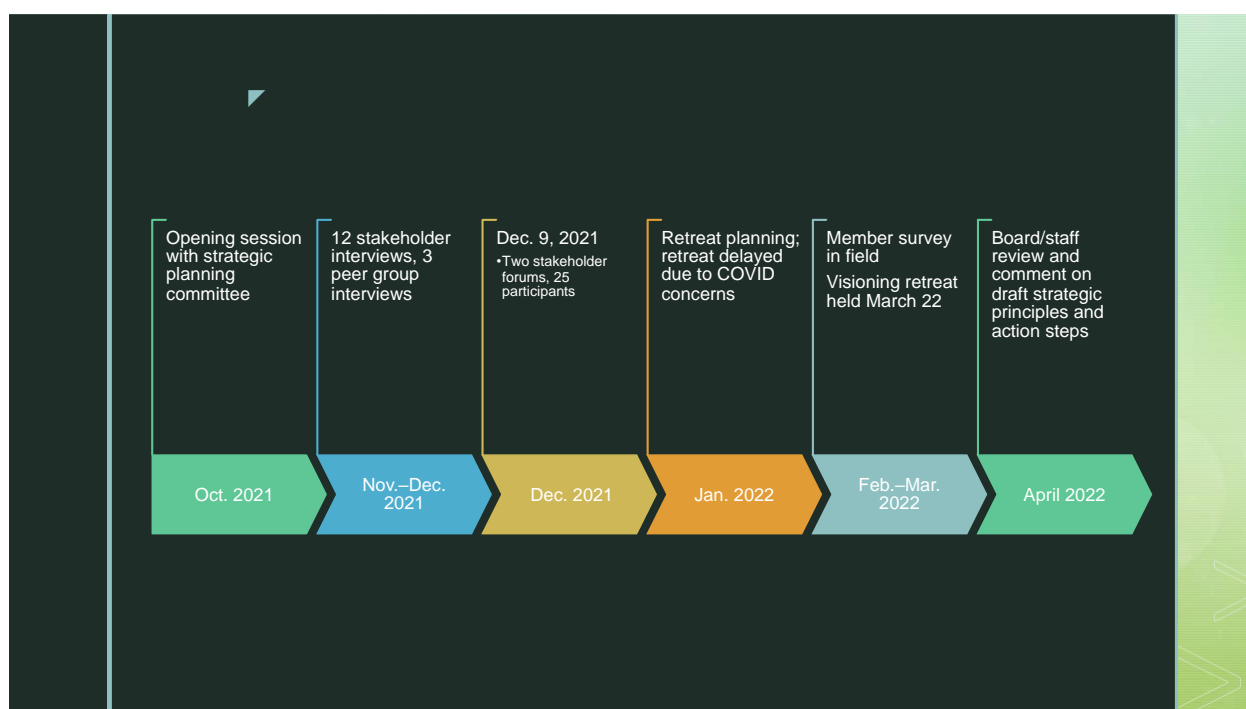 Opening session
with strategic
planning
committee
12 stakeholder
interviews, 3
peer group
interviews
Dec. 9, 2021
•Two stakeholder
forums, 25
participants
Retreat planning;
retreat delayed
due to COVID
concerns
Member survey
in field
Visioning retreat
held March 22
Board/staff
review and
comment on
draft strategic
principles and
action steps
Oct. 2021
Nov.–Dec.
2021
Dec. 2021
Jan. 2022
Feb.–Mar.
2022
April 2022